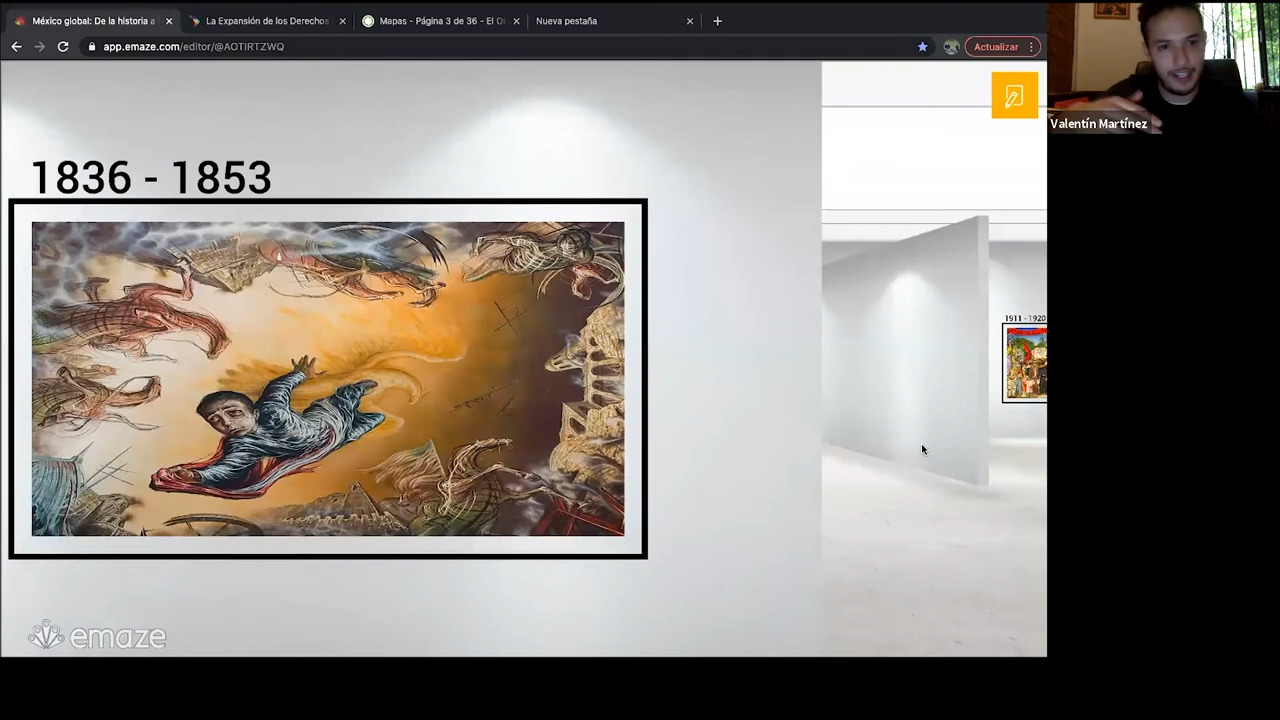 México global: De la historia a
La Expansión de los Derechos
Mapas - Página 3 de 36 - El O
Nueva pestaña
app.emaze.com/editor/@AOTIRTZWQ
Actualizar
Valentín Martínez
1836 - 1853
1911 - 1920
emaze